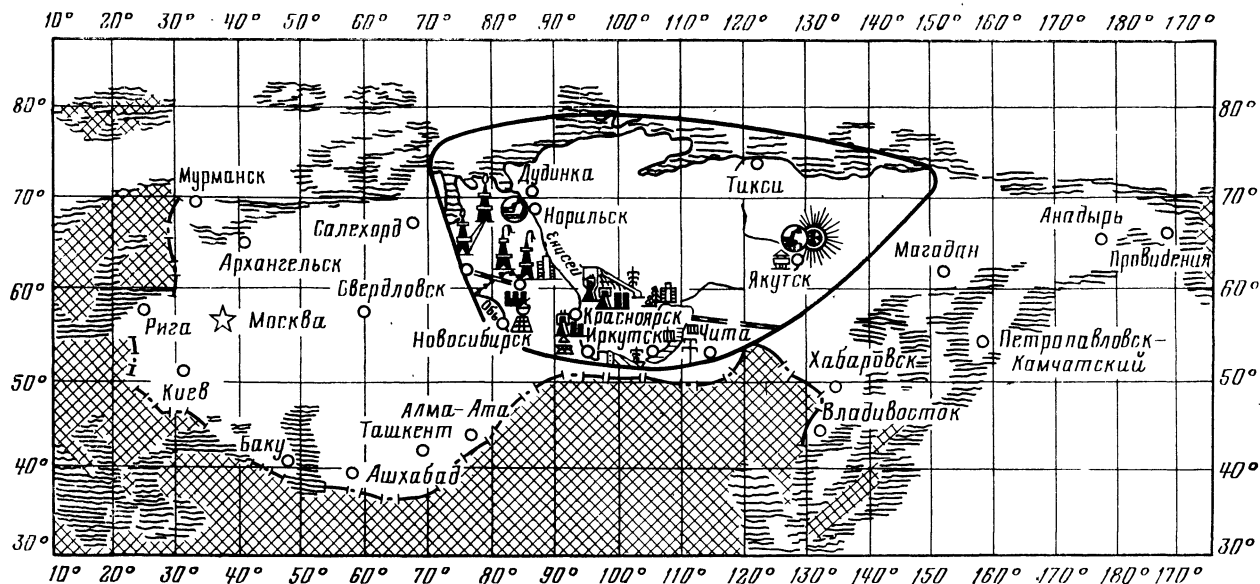 10° 20° 30° 40° 50° 60° 70° 80° 90° 100° 110° 120° 130° 140° 150° 160° 170° 180° 170°
80° 80°
Мурманск
Дудинка
Тикси
70° 70°
Норильск
Салехорд
Анадырь
Архангельск
Енисей
Магадан
Провидения
Якутск
60° 60°
Свердловск
Обь
Рига
Москва
Новосибирск
Красноярск
Иркутск
Чита
Петропавловск-
Камчатский
Хабаровск
50° 50°
Киев
Алма-Ата
Владивосток
Ташкент
Баку
40° 40°
Ашхабад
30° 30°
10° 20° 30° 40° 50° 60° 70° 80° 90° 100° 110° 120° 130° 140° 150° 160° 170° 180° 170°